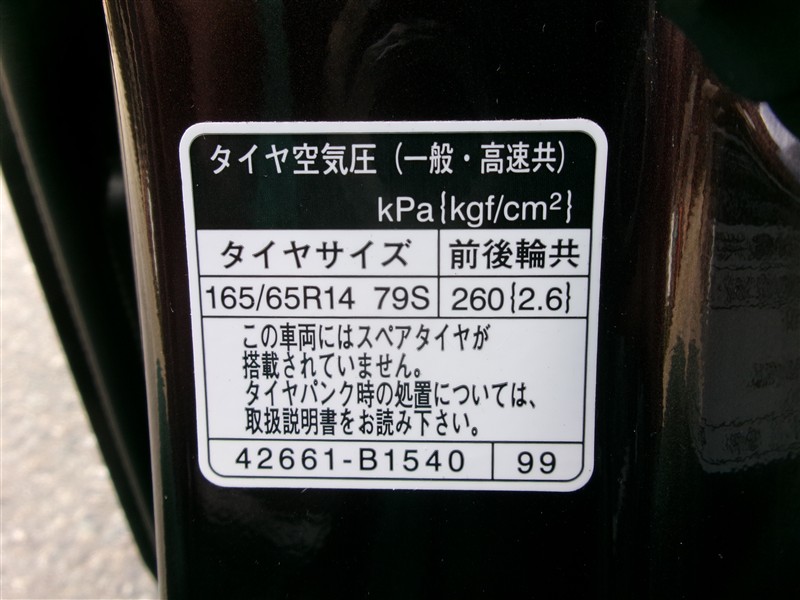 タイヤ空気圧（一般・高速共）
kPa{kgf/cm²}
タイヤサイズ 前後輪共
165/65R14 79S 260{2.6}
この車両にはスペアタイヤが
搭載されていません。
タイヤパンク時の処置については、
取扱説明書をお読み下さい。
42661-B1540 99